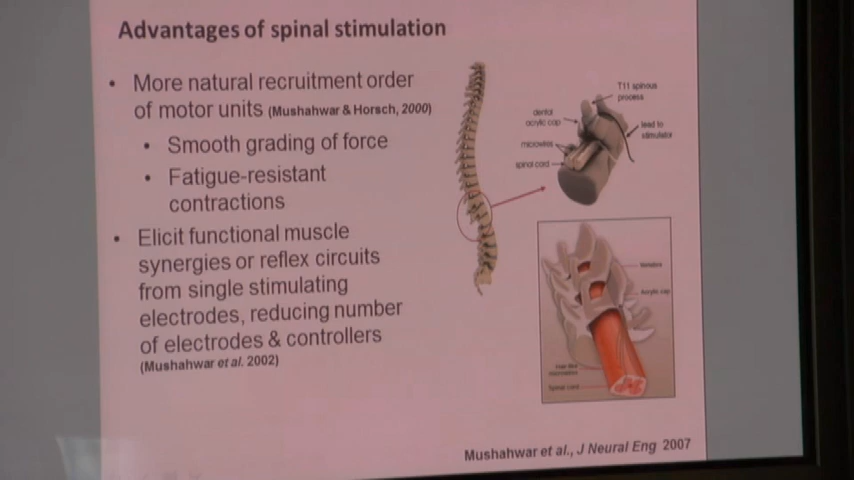 Advantages of spinal stimulation
• More natural recruitment order
of motor units (Mushahwar & Horsch, 2000)
• Smooth grading of force
• Fatigue-resistant
contractions
• Elicit functional muscle
synergies or reflex circuits
from single stimulating
electrodes, reducing number
of electrodes & controllers
(Mushahwar et al. 2002)
T11 spinous
process
dental
acrylic cap
lead to
stimulator
microwires
spinal cord
Acrylic cap
Hair-like
microwires
Spinal cord
Mushahwar et al., J Neural Eng 2007